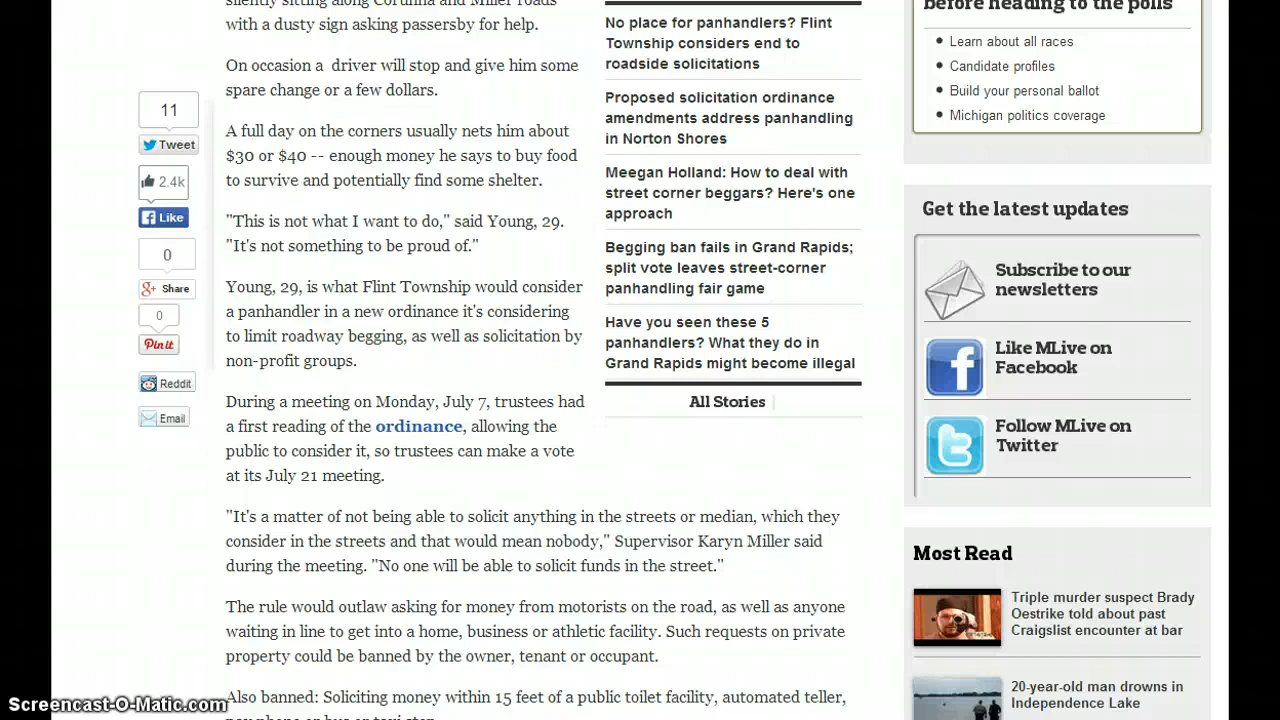 silently sitting along Corunna and Miller roads
with a dusty sign asking passersby for help.
On occasion a driver will stop and give him some
spare change or a few dollars.
A full day on the corners usually nets him about
$30 or $40 -- enough money he says to buy food
to survive and potentially find some shelter.
"This is not what I want to do," said Young, 29.
"It's not something to be proud of."
Young, 29, is what Flint Township would consider
a panhandler in a new ordinance it's considering
to limit roadway begging, as well as solicitation by
non-profit groups.
During a meeting on Monday, July 7, trustees had
a first reading of the ordinance, allowing the
public to consider it, so trustees can make a vote
at its July 21 meeting.
"It's a matter of not being able to solicit anything in the streets or median, which they
consider in the streets and that would mean nobody," Supervisor Karyn Miller said
during the meeting. "No one will be able to solicit funds in the street."
The rule would outlaw asking for money from motorists on the road, as well as anyone
waiting in line to get into a home, business or athletic facility. Such requests on private
property could be banned by the owner, tenant or occupant.
Also banned: Soliciting money within 15 feet of a public toilet facility, automated teller,
11
Tweet
2.4k
Like
0
Share
0
Pin it
Reddit
Email
No place for panhandlers? Flint
Township considers end to
roadside solicitations
Proposed solicitation ordinance
amendments address panhandling
in Norton Shores
Meegan Holland: How to deal with
street corner beggars? Here's one
approach
Begging ban fails in Grand Rapids;
split vote leaves street-corner
panhandling fair game
Have you seen these 5
panhandlers? What they do in
Grand Rapids might become illegal
All Stories
before heading to the polls
Learn about all races
Candidate profiles
Build your personal ballot
Michigan politics coverage
Get the latest updates
Subscribe to our
newsletters
Like MLive on
Facebook
Follow MLive on
Twitter
Most Read
Triple murder suspect Brady
Oestrike told about past
Craigslist encounter at bar
20-year-old man drowns in
Independence Lake
Screencast-O-Matic.com